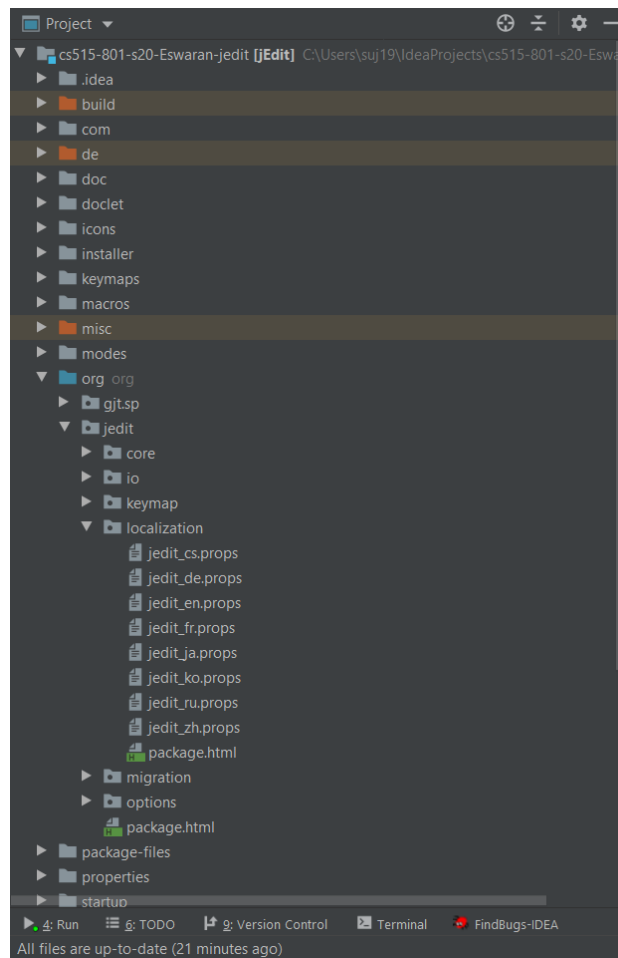 Project
cs515-801-s20-Eswaran-jedit [jEdit] C:\Users\suj19\IdeaProjects\cs515-801-s20-Eswa
.idea
build
com
de
doc
doclet
icons
installer
keymaps
macros
misc
modes
org org
gjt.sp
jedit
core
io
keymap
localization
jedit_cs.props
jedit_de.props
jedit_en.props
jedit_fr.props
jedit_ja.props
jedit_ko.props
jedit_ru.props
jedit_zh.props
package.html
migration
options
package.html
package-files
properties
startup
4: Run 6: TODO 9: Version Control Terminal FindBugs-IDEA
All files are up-to-date (21 minutes ago)